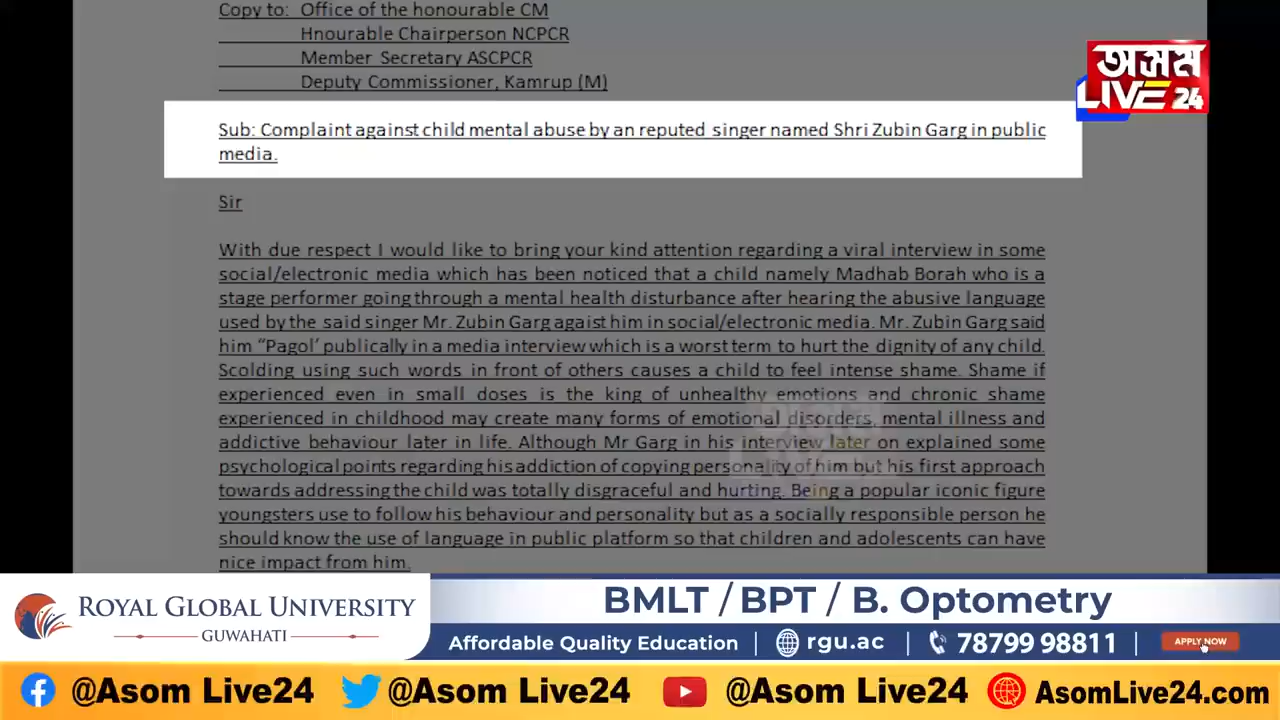 Copy to: Office of the honourable CM
Hnourable Chairperson NCPCR
Member Secretary ASCPCR
Deputy Commissioner, Kamrup (M)
অসম
LIVE 24
Sub: Complaint against child mental abuse by an reputed singer named Shri Zubin Garg in public
media.
Sir
With due respect I would like to bring your kind attention regarding a viral interview in some
social/electronic media which has been noticed that a child namely Madhab Borah who is a
stage performer going through a mental health disturbance after hearing the abusive language
used by the said singer Mr. Zubin Garg agaist him in social/electronic media. Mr. Zubin Garg said
him “Pagol’ publically in a media interview which is a worst term to hurt the dignity of any child.
Scolding using such words in front of others causes a child to feel intense shame. Shame if
experienced even in small doses is the king of unhealthy emotions and chronic shame
experienced in childhood may create many forms of emotional disorders, mental illness and
addictive behaviour later in life. Although Mr Garg in his interview later on explained some
psychological points regarding his addiction of copying personality of him but his first approach
towards addressing the child was totally disgraceful and hurting. Being a popular iconic figure
youngsters use to follow his behaviour and personality but as a socially responsible person he
should know the use of language in public platform so that children and adolescents can have
nice impact from him.
ROYAL GLOBAL UNIVERSITY
GUWAHATI
BMLT / BPT / B. Optometry
Affordable Quality Education | rgu.ac | 78799 98811 | APPLY NOW
@Asom Live24 @Asom Live24 @Asom Live24 AsomLive24.com